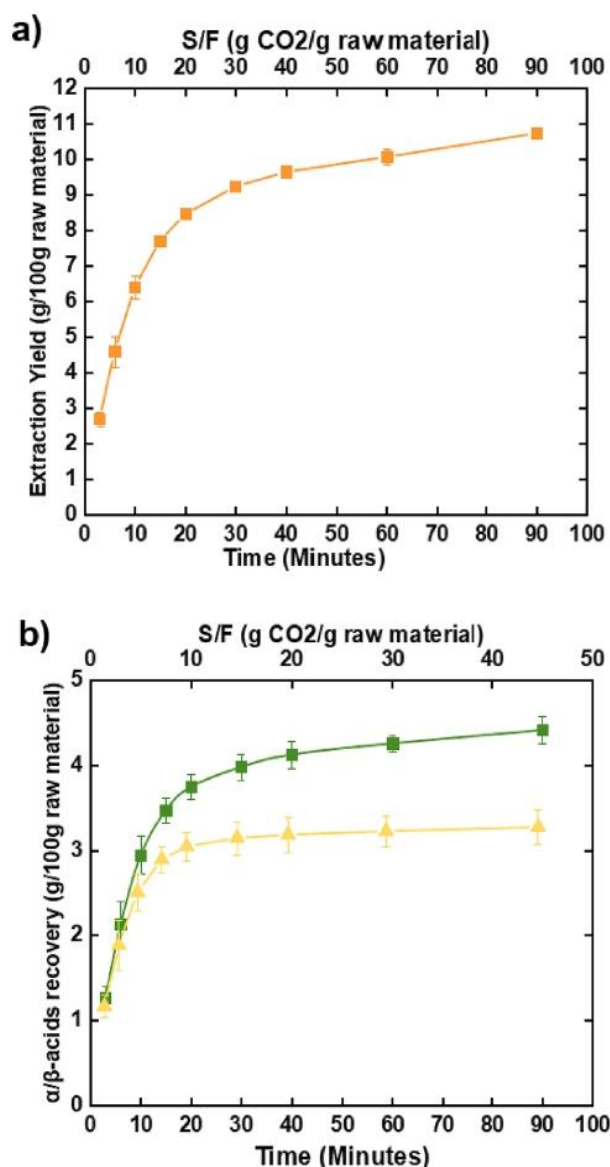 a)
S/F (g CO2/g raw material)
0 10 20 30 40 50 60 70 80 90 100
12
11
10
9
8
7
6
5
4
3
2
1
0
Extraction Yield (g/100g raw material)
0 10 20 30 40 50 60 70 80 90 100
Time (Minutes)
b)
S/F (g CO2/g raw material)
0 10 20 30 40 50
5
4
3
2
1
0
α/β-acids recovery (g/100g raw material)
0 10 20 30 40 50 60 70 80 90 100
Time (Minutes)